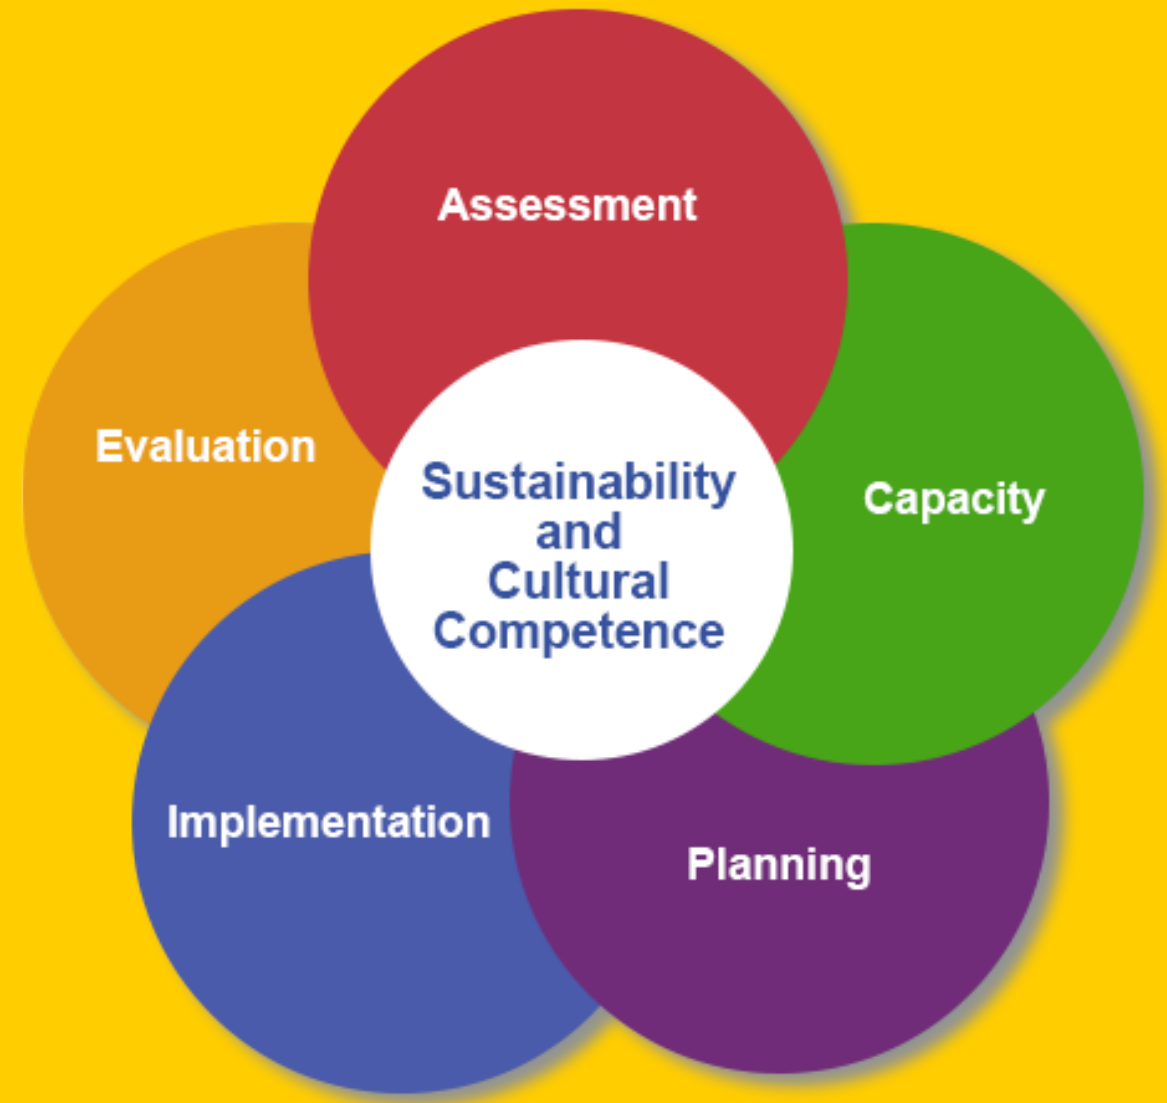 Assessment
Evaluation
Sustainability
and
Cultural
Competence
Capacity
Implementation
Planning